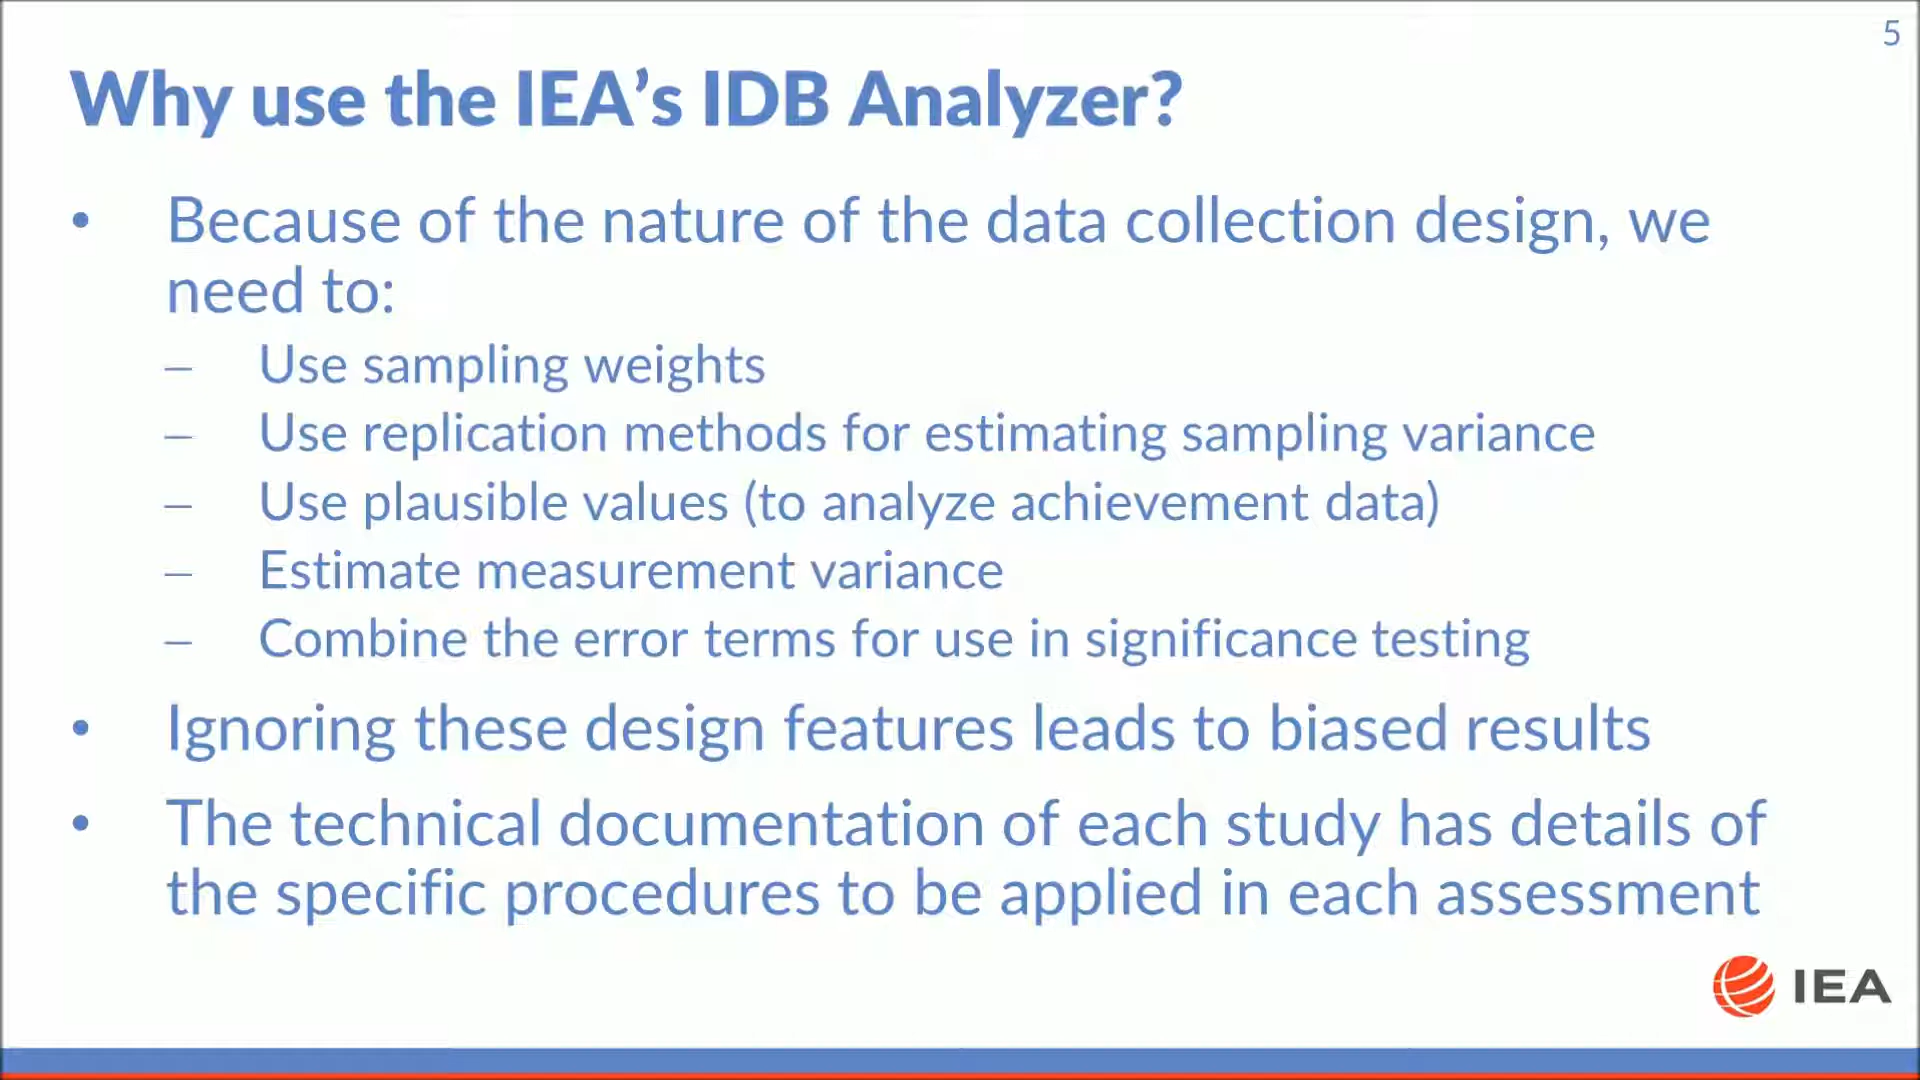 5
Why use the IEA’s IDB Analyzer?
• Because of the nature of the data collection design, we
need to:
– Use sampling weights
– Use replication methods for estimating sampling variance
– Use plausible values (to analyze achievement data)
– Estimate measurement variance
– Combine the error terms for use in significance testing
• Ignoring these design features leads to biased results
• The technical documentation of each study has details of
the specific procedures to be applied in each assessment
IEA